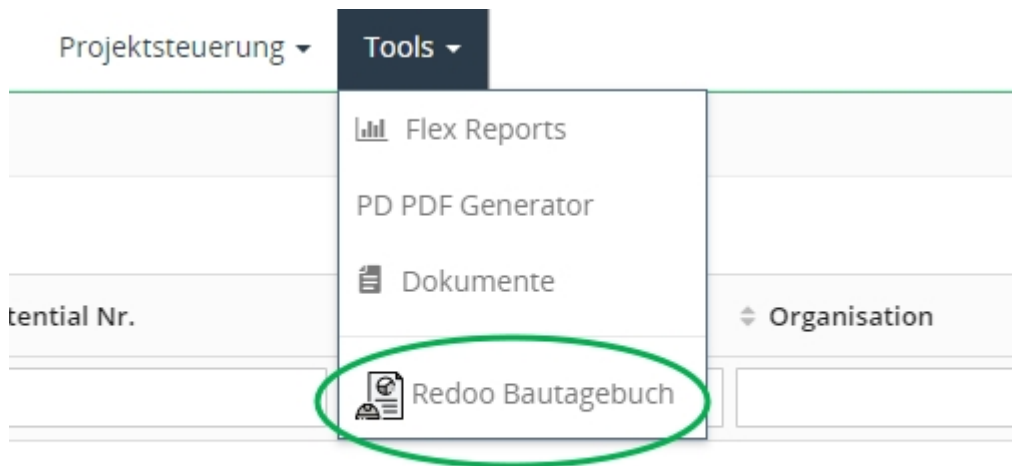 Projektsteuerung Tools
Flex Reports
PD PDF Generator
Dokumente
tential Nr. Organisation
Redoo Bautagebuch